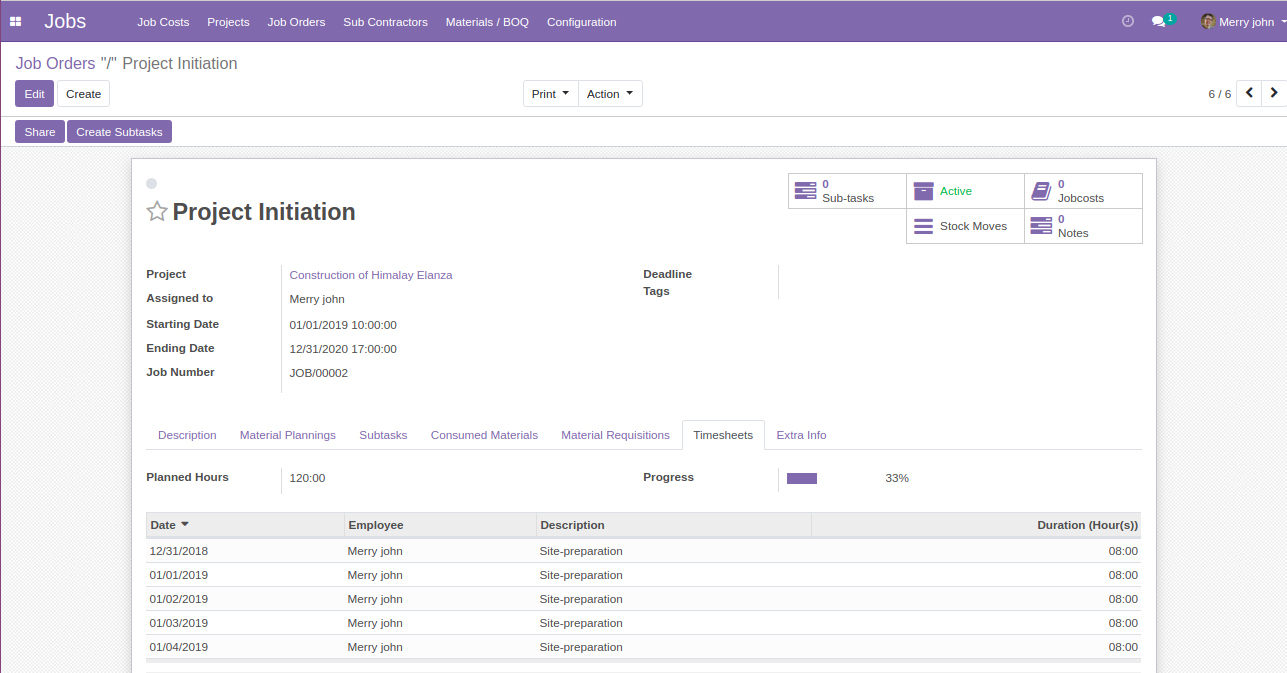 Jobs Job Costs Projects Job Orders Sub Contractors Materials / BOQ Configuration 1 Merry john
Job Orders "/" Project Initiation
Edit Create Print Action 6 / 6
Share Create Subtasks
0 Sub-tasks
Active
0 Jobcosts
Stock Moves
0 Notes
Project Initiation
Project Construction of Himalay Elanza
Assigned to Merry john
Starting Date 01/01/2019 10:00:00
Ending Date 12/31/2020 17:00:00
Job Number JOB/00002
Deadline
Tags
Description Material Plannings Subtasks Consumed Materials Material Requisitions Timesheets Extra Info
Planned Hours 120:00 Progress 33%
Date Employee Description Duration (Hour(s))
12/31/2018 Merry john Site-preparation 08:00
01/01/2019 Merry john Site-preparation 08:00
01/02/2019 Merry john Site-preparation 08:00
01/03/2019 Merry john Site-preparation 08:00
01/04/2019 Merry john Site-preparation 08:00